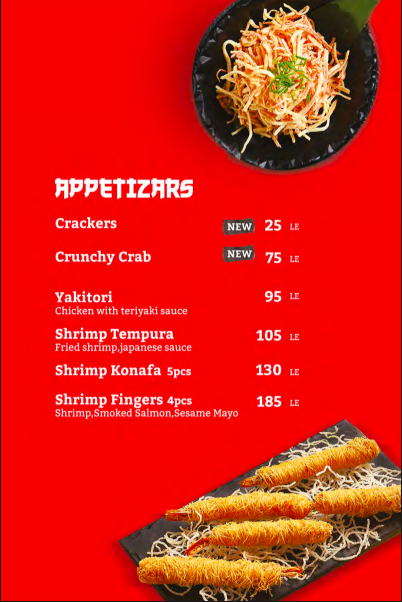 APPETIZARS
Crackers NEW 25 LE
Crunchy Crab NEW 75 LE
Yakitori 95 LE
Chicken with teriyaki sauce
Shrimp Tempura 105 LE
Fried shrimp,japanese sauce
Shrimp Konafa 5pcs 130 LE
Shrimp Fingers 4pcs 185 LE
Shrimp,Smoked Salmon,Sesame Mayo